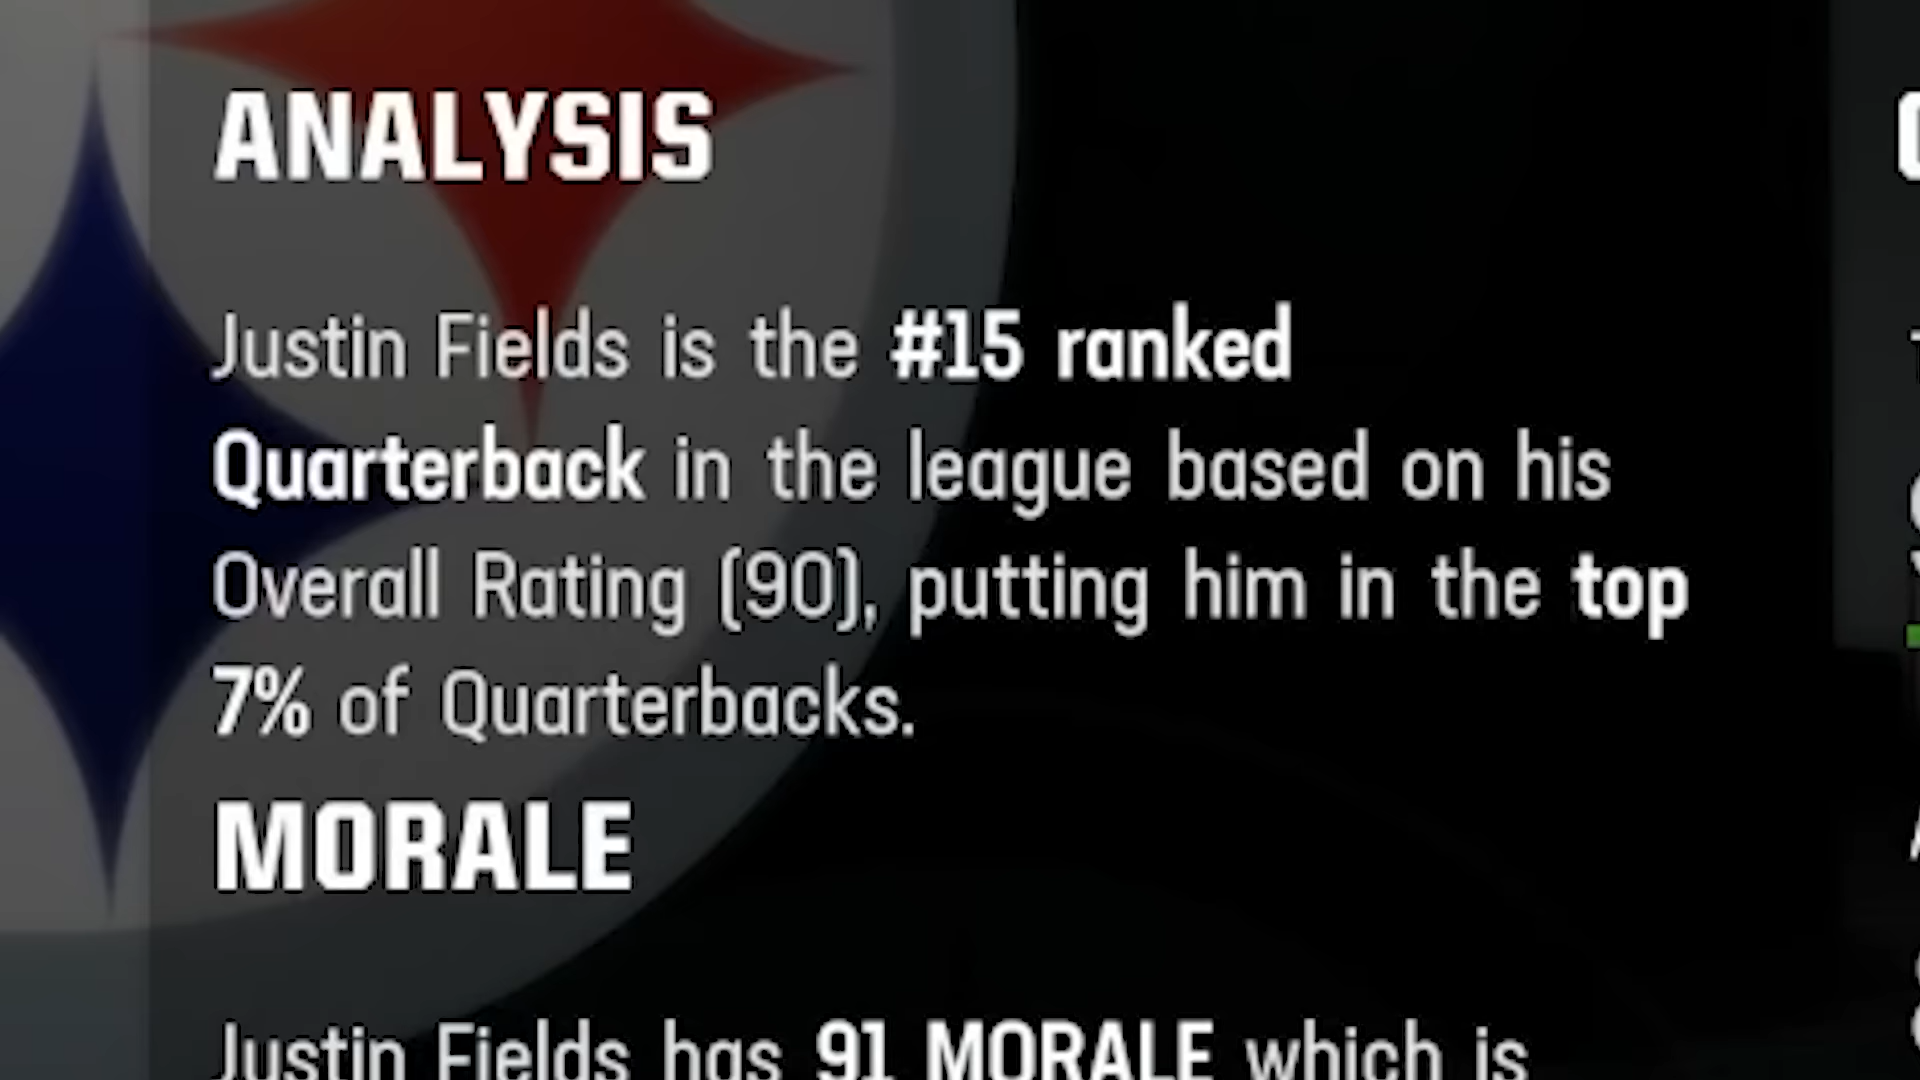 ANALYSIS
Justin Fields is the #15 ranked
Quarterback in the league based on his
Overall Rating (90), putting him in the top
7% of Quarterbacks.
MORALE
Justin Fields has 91 MORALE which is